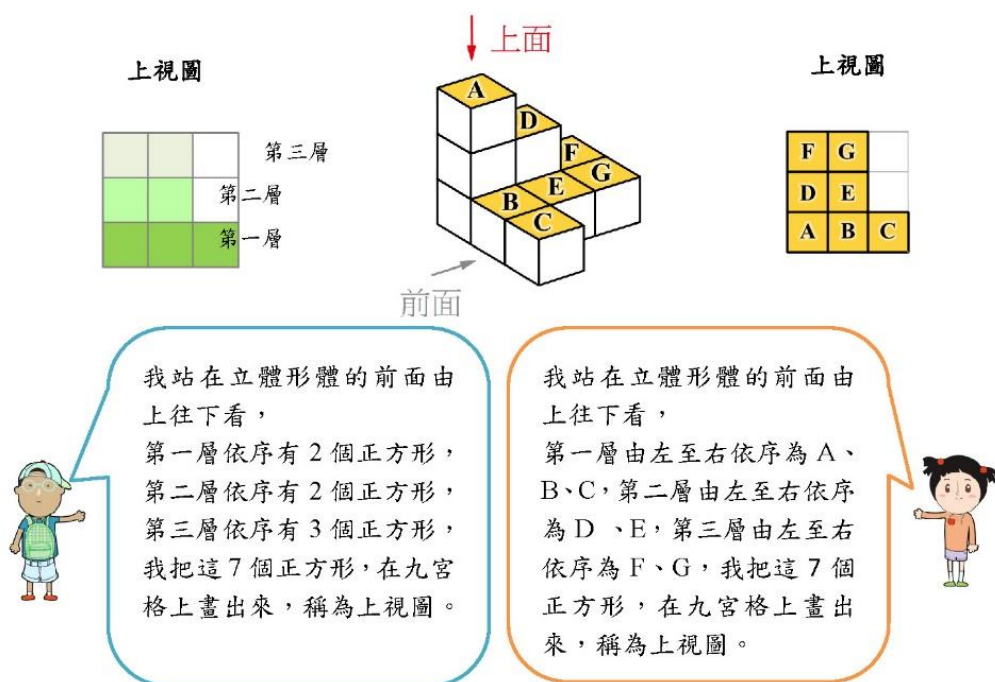 上面
上視圖
第三層
第二層
第一層
A
D
F
G
E
B
C
前面
上視圖
F G
D E
A B C
我站在立體形體的前面由
上往下看，
第一層依序有 2 個正方形，
第二層依序有 2 個正方形，
第三層依序有 3 個正方形，
我把這 7 個正方形，在九宮
格上畫出來，稱為上視圖。
我站在立體形體的前面由
上往下看，
第一層由左至右依序為 A、
B、C，第二層由左至右依序
為 D 、E，第三層由左至右
依序為 F、G，我把這 7 個
正方形，在九宮格上畫出
來，稱為上視圖。